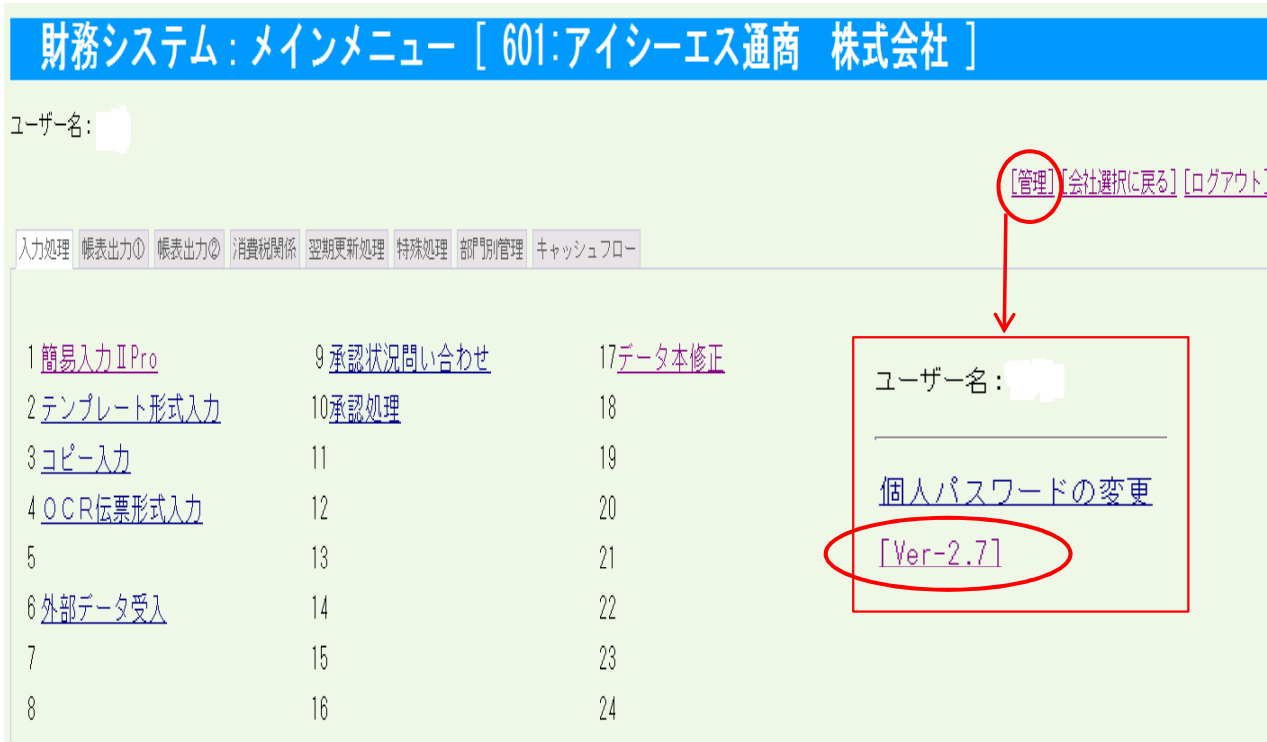 財務システム：メインメニュー［ 601:アイシーエス通商　株式会社 ］
ユーザー名：
[管理] [会社選択に戻る] [ログアウト]
入力処理 帳表出力① 帳表出力② 消費税関係 翌期更新処理 特殊処理 部門別管理 キャッシュフロー
1 簡易入力ⅡPro 9 承認状況問い合わせ 17 データ本修正
2 テンプレート形式入力 10 承認処理 18
3 コピー入力 11 19
4 ＯＣＲ伝票形式入力 12 20
5 13 21
6 外部データ受入 14 22
7 15 23
8 16 24
ユーザー名：
個人パスワードの変更
[Ver-2.7]